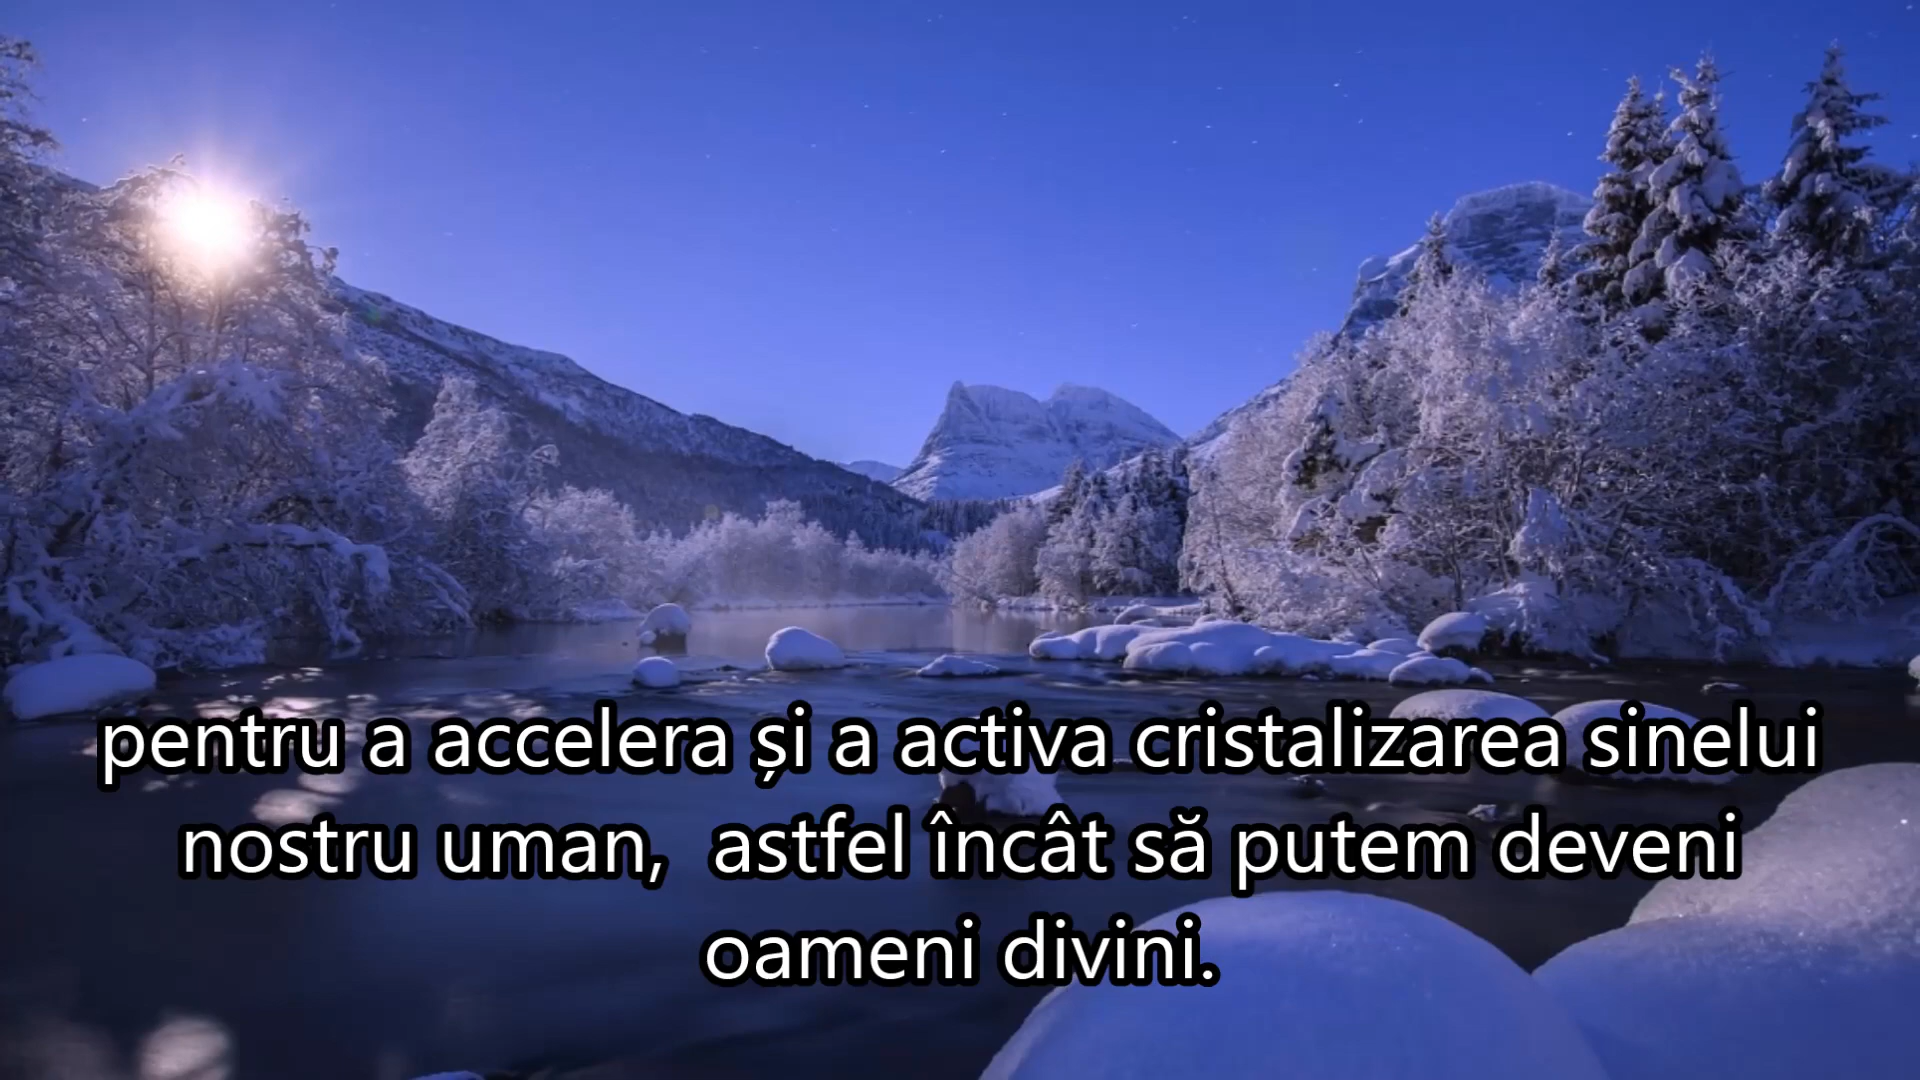 pentru a accelera și a activa cristalizarea sinelui
nostru uman,  astfel încât să putem deveni
oameni divini.